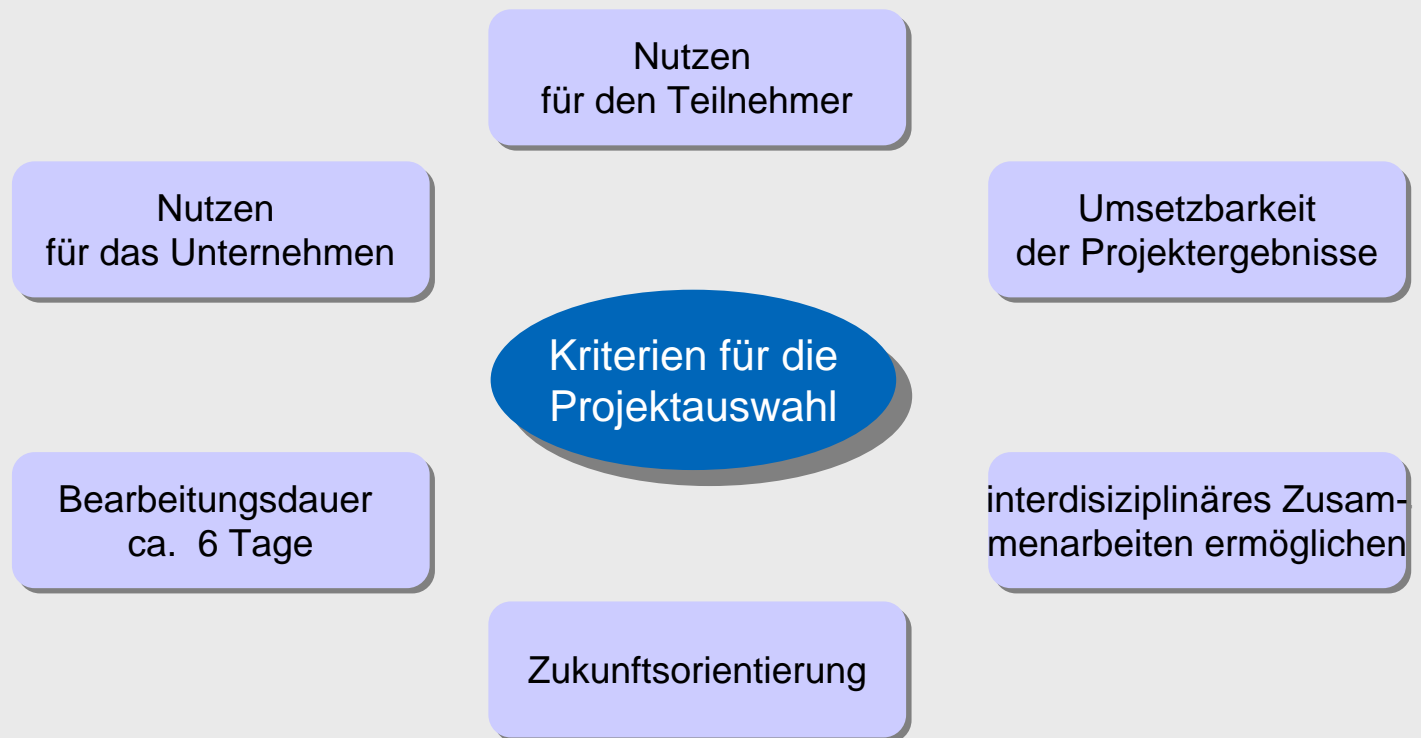 Nutzen
für den Teilnehmer
Nutzen
für das Unternehmen
Umsetzbarkeit
der Projektergebnisse
Kriterien für die
Projektauswahl
Bearbeitungsdauer
ca. 6 Tage
interdisiziplinäres Zusam-
menarbeiten ermöglichen
Zukunftsorientierung